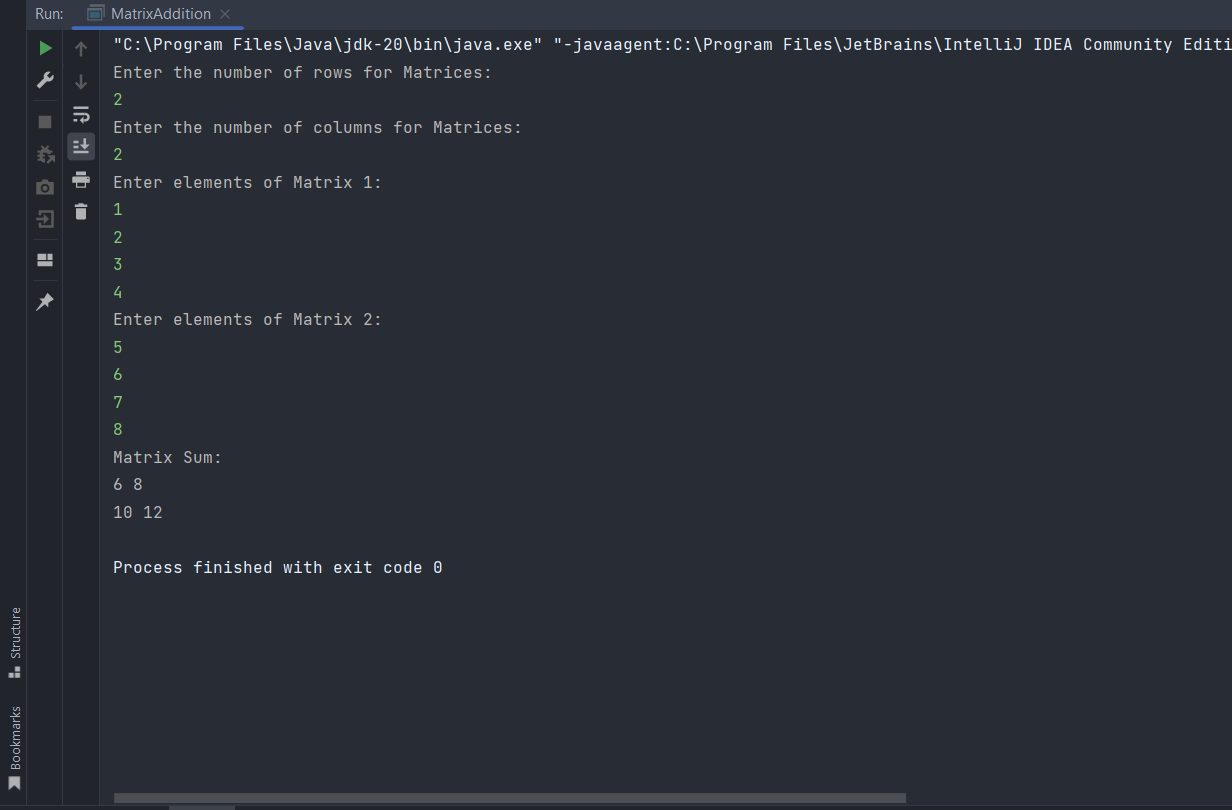 Run: MatrixAddition
"C:\Program Files\Java\jdk-20\bin\java.exe" "-javaagent:C:\Program Files\JetBrains\IntelliJ IDEA Community Editi
Enter the number of rows for Matrices:
2
Enter the number of columns for Matrices:
2
Enter elements of Matrix 1:
1
2
3
4
Enter elements of Matrix 2:
5
6
7
8
Matrix Sum:
6 8
10 12
Process finished with exit code 0
Structure
Bookmarks